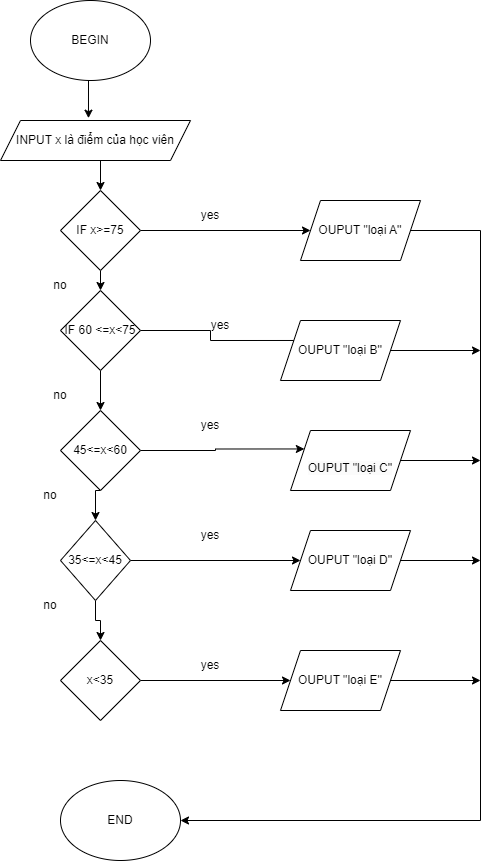 BEGIN
INPUT x là điểm của học viên
IF x>=75
yes
OUPUT "loại A"
no
IF 60 <=x<75
yes
OUPUT "loại B"
no
45<=x<60
yes
OUPUT "loại C"
no
35<=x<45
yes
OUPUT "loại D"
no
x<35
yes
OUPUT "loại E"
END